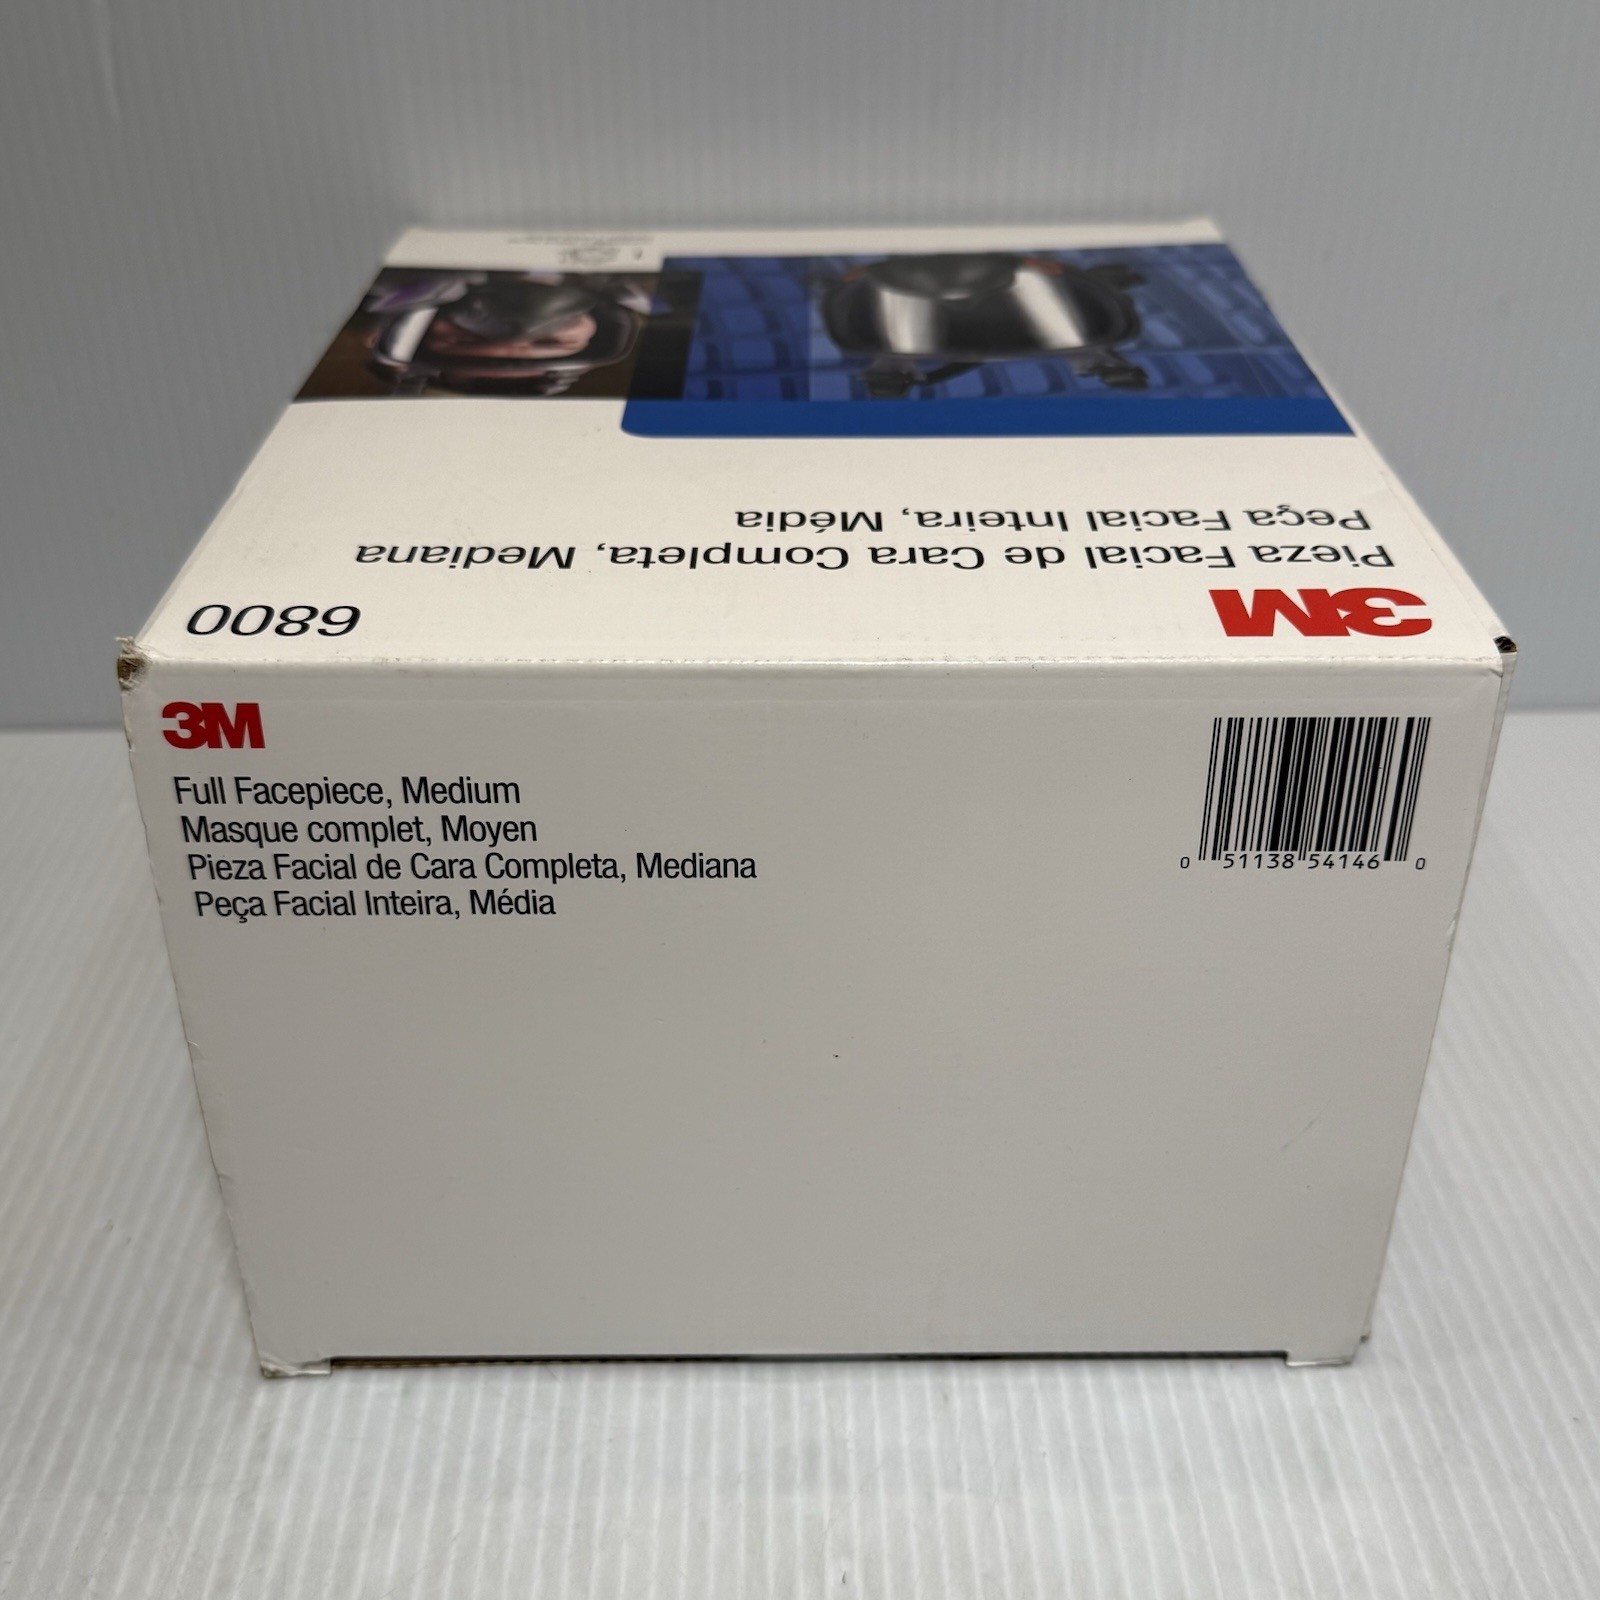 3M
6800
Pieza Facial de Cara Completa, Mediana
Peça Facial Inteira, Média
3M
Full Facepiece, Medium
Masque complet, Moyen
Pieza Facial de Cara Completa, Mediana
Peça Facial Inteira, Média
0 51138 54146 0